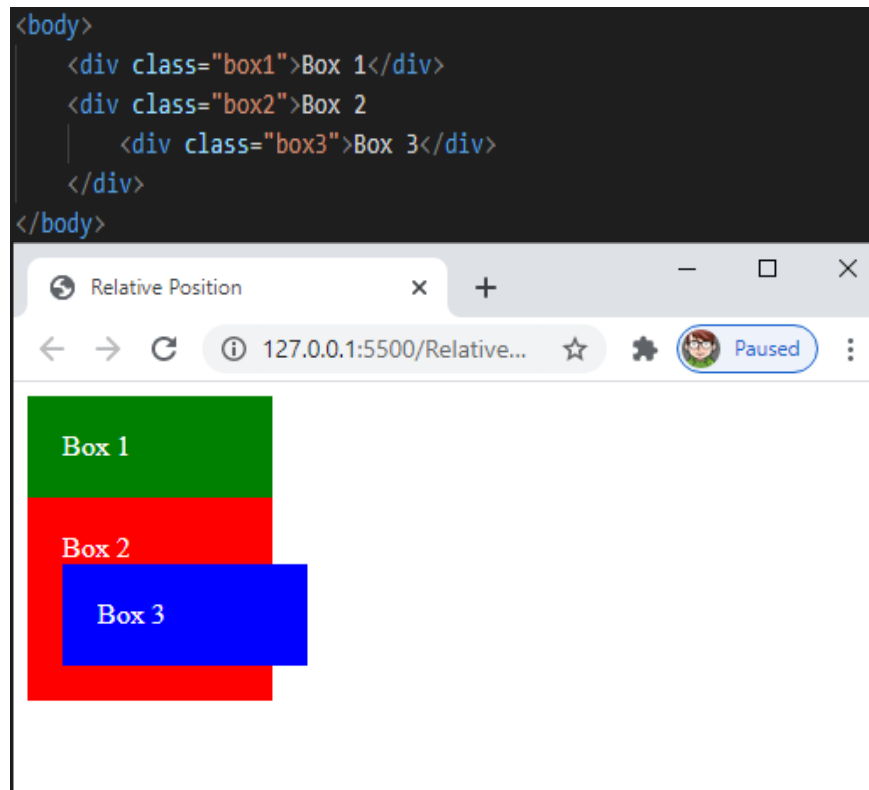 <body>
    <div class="box1">Box 1</div>
    <div class="box2">Box 2
        <div class="box3">Box 3</div>
    </div>
</body>
Relative Position
127.0.0.1:5500/Relative...
Paused
Box 1
Box 2
Box 3